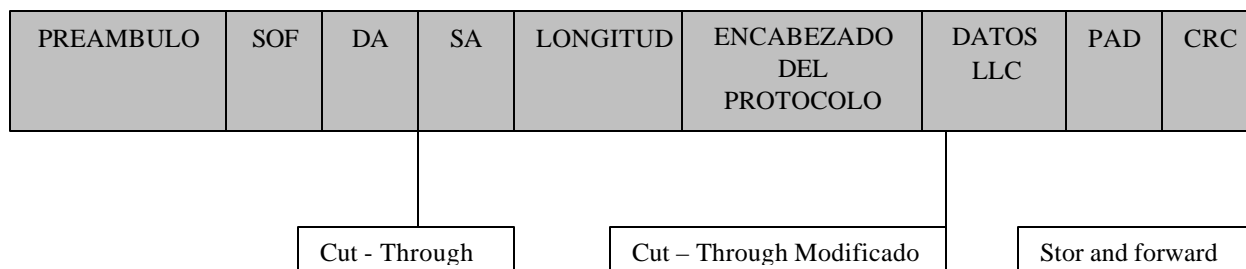 PREAMBULO SOF DA SA LONGITUD ENCABEZADO DEL PROTOCOLO DATOS LLC PAD CRC
Cut - Through Cut – Through Modificado Stor and forward